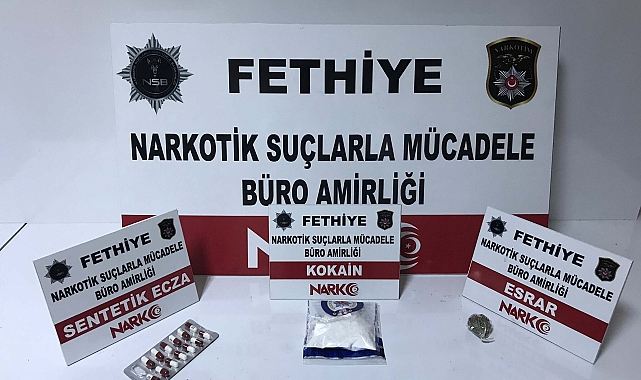 NSB
NARKOTİM
FETHİYE
NARKOTİK SUÇLARLA MÜCADELE
BÜRO AMİRLİĞİ
FETHİYE
NARKOTİK SUÇLARLA MÜCADELE
BÜRO AMİRLİĞİ
SENTETİK ECZA
NARKO
FETHİYE
NARKOTİK SUÇLARLA MÜCADELE
BÜRO AMİRLİĞİ
KOKAİN
NARKO
FETHİYE
NARKOTİK SUÇLARLA MÜCADELE
BÜRO AMİRLİĞİ
ESRAR
NARKO